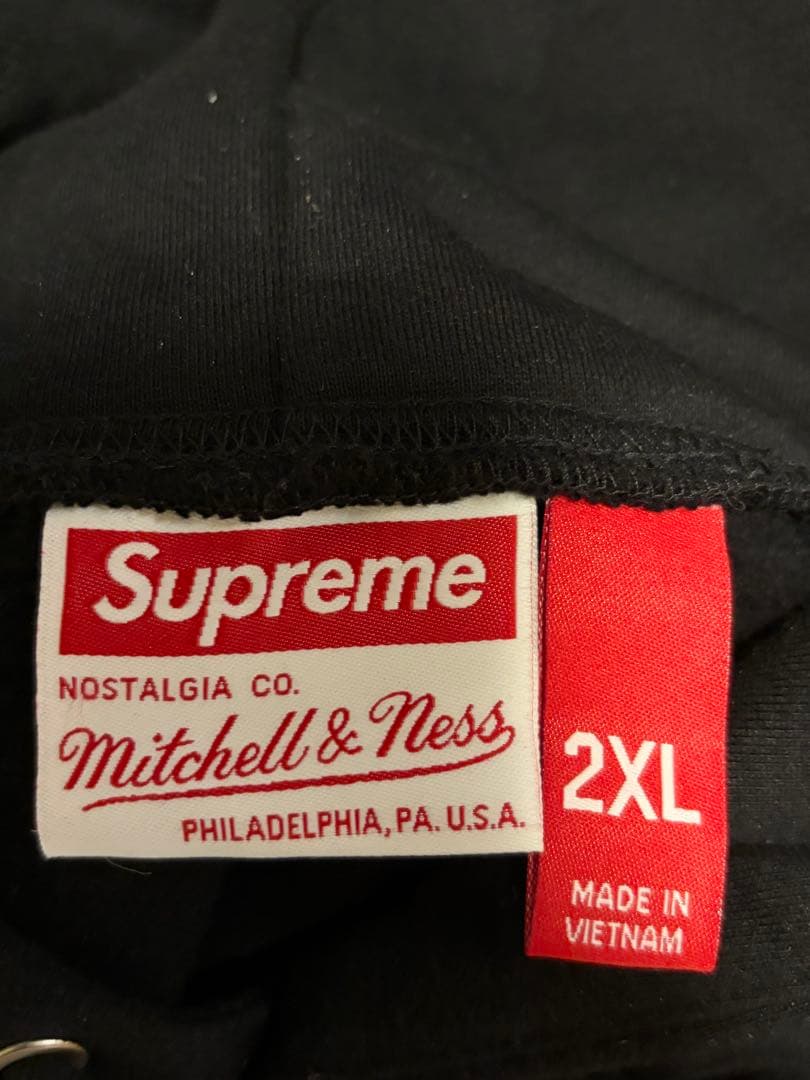 Supreme
NOSTALGIA CO.
Mitchell & Ness
PHILADELPHIA, PA. U.S.A.
2XL
MADE IN
VIETNAM